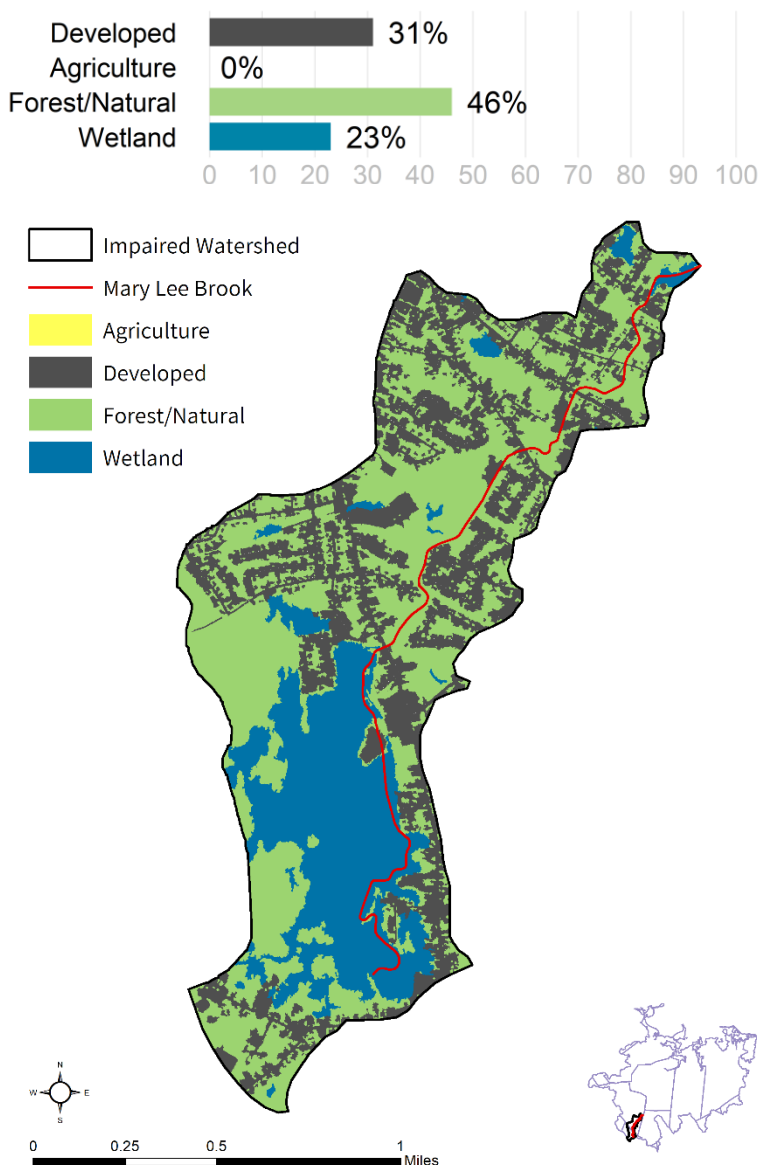 Developed 31%
Agriculture 0%
Forest/Natural 46%
Wetland 23%
0 10 20 30 40 50 60 70 80 90 100
Impaired Watershed
Mary Lee Brook
Agriculture
Developed
Forest/Natural
Wetland
N
W E
S
0 0.25 0.5 1
Miles